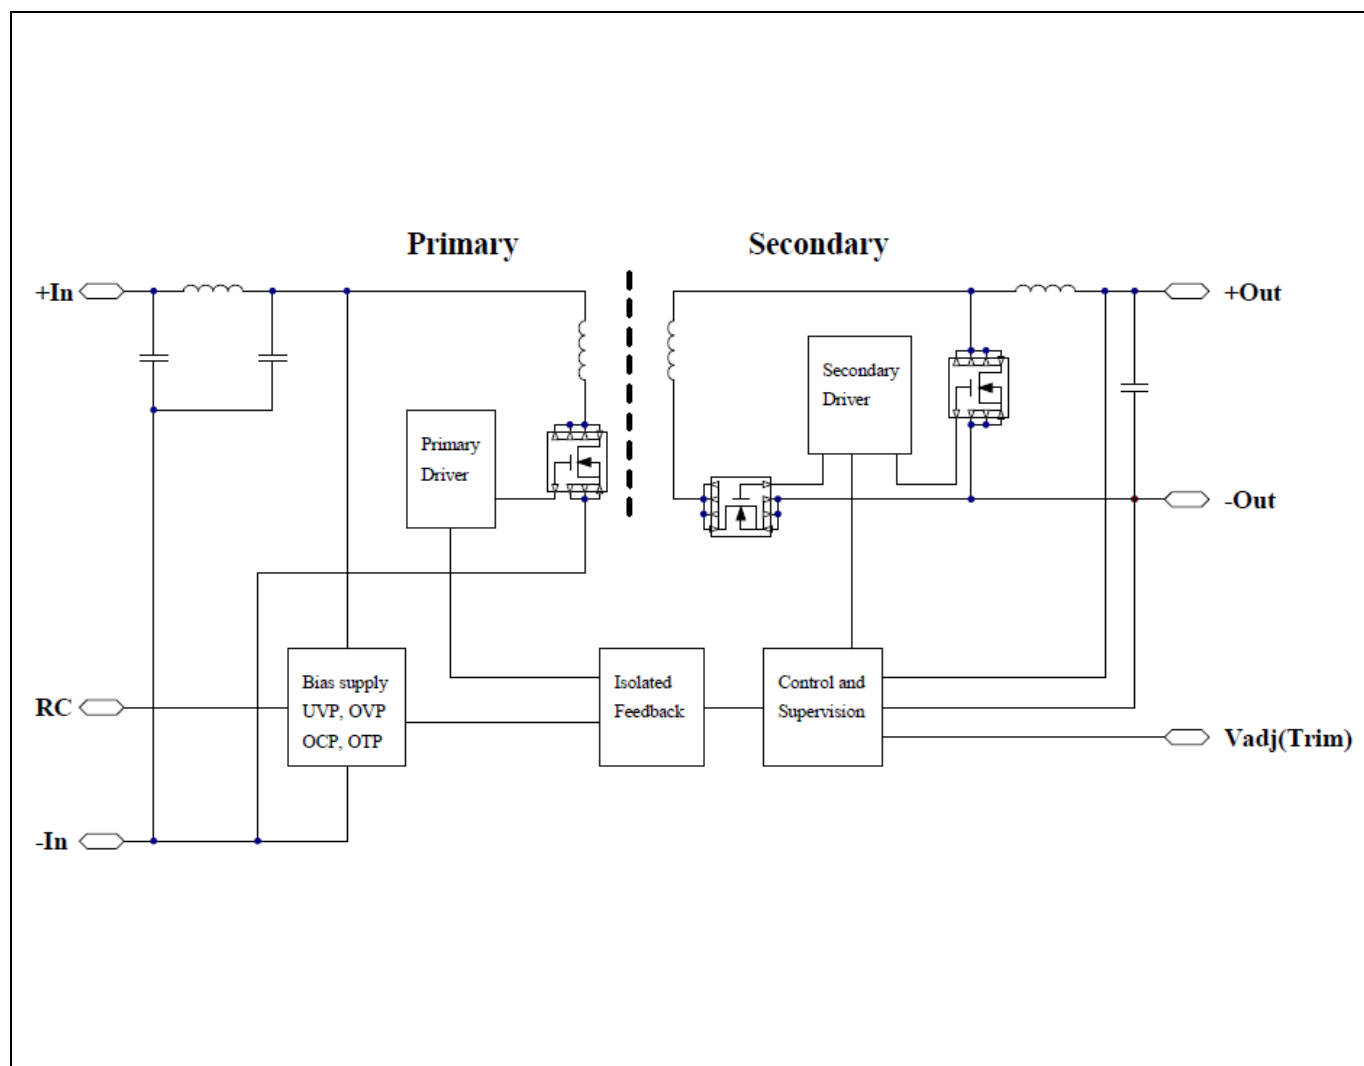 Primary
Secondary
+In
+Out
Secondary
Driver
Primary
Driver
-Out
Bias supply
UVP, OVP
OCP, OTP
Isolated
Feedback
Control and
Supervision
RC
Vadj(Trim)
-In